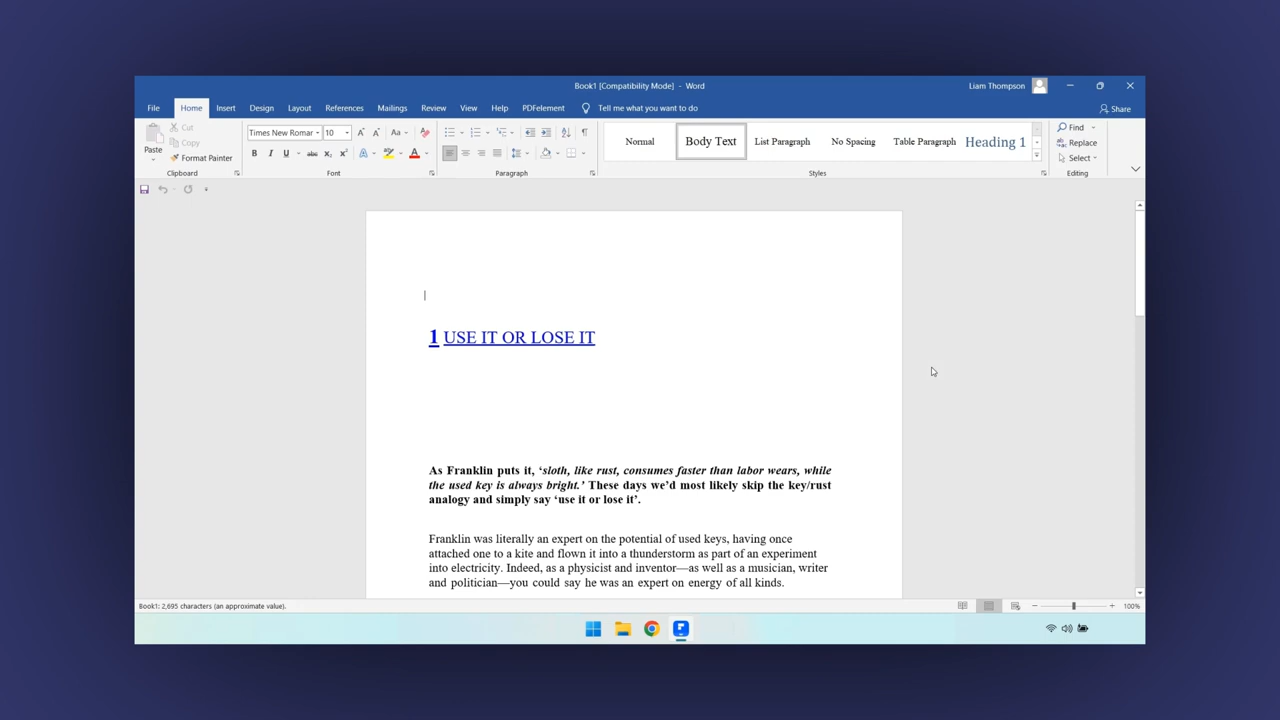 Book1 [Compatibility Mode] - Word
Liam Thompson
File Home Insert Design Layout References Mailings Review View Help PDFelement Tell me what you want to do
Share
Paste
Cut
Copy
Format Painter
Clipboard
Times New Romar 10
Aa
B I U abc x₂ x² A A
Font
Paragraph
Normal Body Text List Paragraph No Spacing Table Paragraph Heading 1
Styles
Find
Replace
Select
Editing
1 USE IT OR LOSE IT
As Franklin puts it, ‘sloth, like rust, consumes faster than labor wears, while
the used key is always bright.’ These days we’d most likely skip the key/rust
analogy and simply say ‘use it or lose it’.
Franklin was literally an expert on the potential of used keys, having once
attached one to a kite and flown it into a thunderstorm as part of an experiment
into electricity. Indeed, as a physicist and inventor—as well as a musician, writer
and politician—you could say he was an expert on energy of all kinds.
Book1: 2,695 characters (an approximate value).
100%